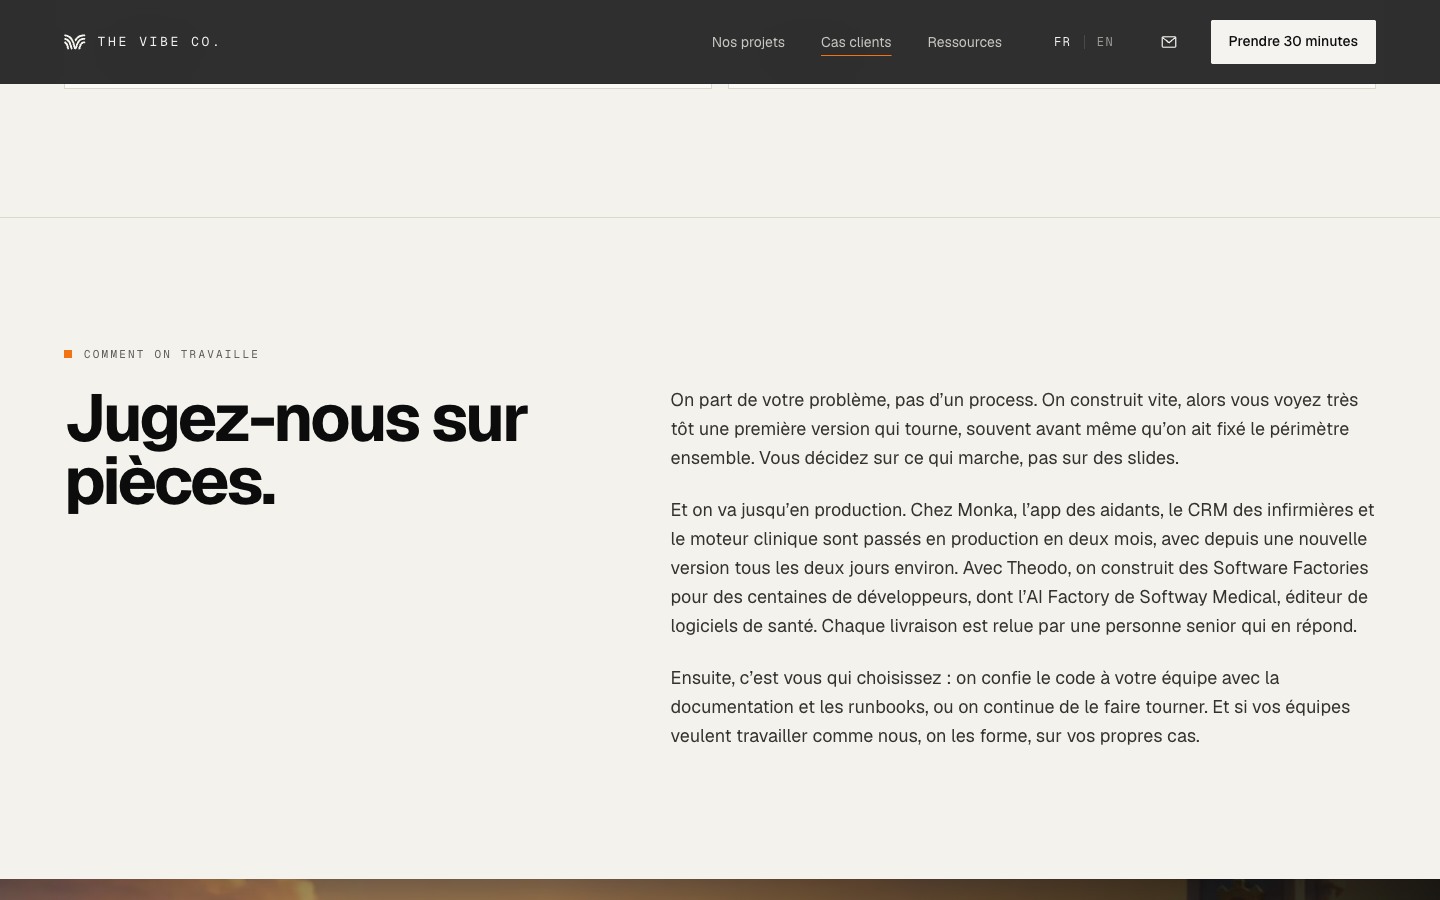 THE VIBE CO.
Nos projets
Cas clients
Ressources
FR
EN
Prendre 30 minutes
COMMENT ON TRAVAILLE
Jugez-nous sur
pièces.
On part de votre problème, pas d’un process. On construit vite, alors vous voyez très
tôt une première version qui tourne, souvent avant même qu’on ait fixé le périmètre
ensemble. Vous décidez sur ce qui marche, pas sur des slides.
Et on va jusqu’en production. Chez Monka, l’app des aidants, le CRM des infirmières et
le moteur clinique sont passés en production en deux mois, avec depuis une nouvelle
version tous les deux jours environ. Avec Theodo, on construit des Software Factories
pour des centaines de développeurs, dont l’AI Factory de Softway Medical, éditeur de
logiciels de santé. Chaque livraison est relue par une personne senior qui en répond.
Ensuite, c’est vous qui choisissez : on confie le code à votre équipe avec la
documentation et les runbooks, ou on continue de le faire tourner. Et si vos équipes
veulent travailler comme nous, on les forme, sur vos propres cas.